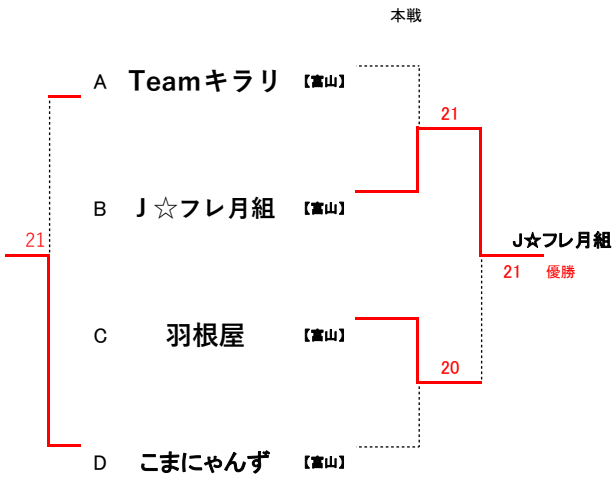 本戦
A Teamキラリ 【富山】
21
B J☆フレ月組 【富山】
21
J☆フレ月組
21 優勝
C 羽根屋 【富山】
20
D こまにゃんず 【富山】